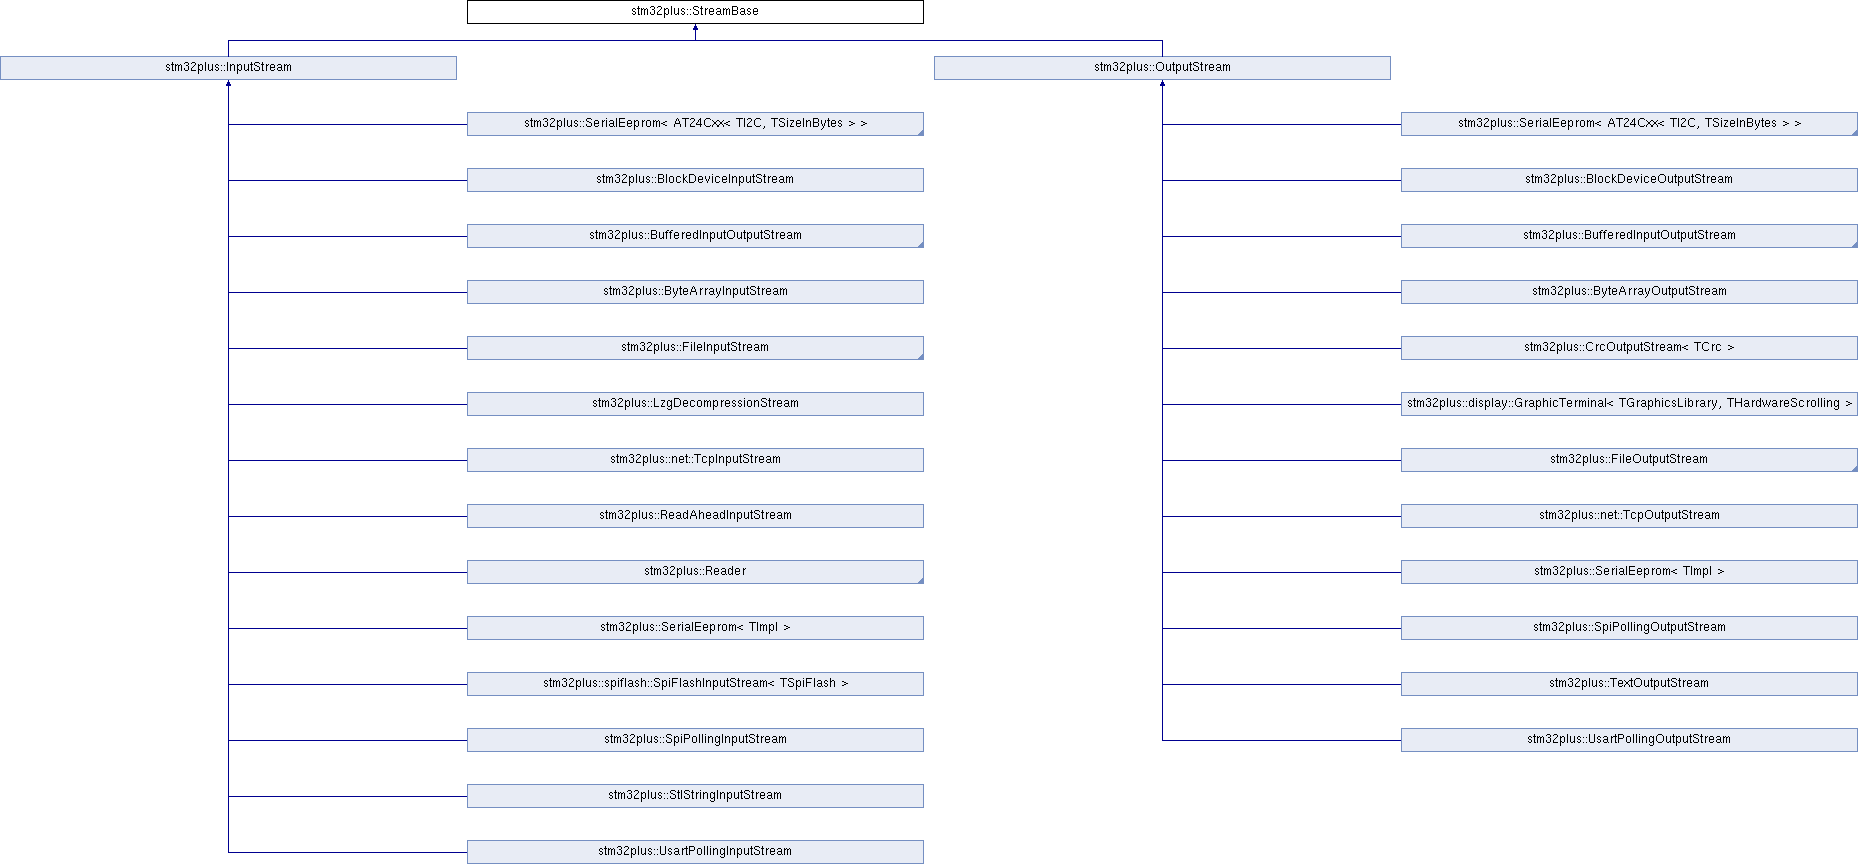 stm32plus::StreamBase
stm32plus::InputStream
stm32plus::OutputStream
stm32plus::SerialEeprom< AT24Cxx< TI2C, TSizeInBytes > >
stm32plus::SerialEeprom< AT24Cxx< TI2C, TSizeInBytes > >
stm32plus::BlockDeviceInputStream
stm32plus::BlockDeviceOutputStream
stm32plus::BufferedInputOutputStream
stm32plus::BufferedInputOutputStream
stm32plus::ByteArrayInputStream
stm32plus::ByteArrayOutputStream
stm32plus::FileInputStream
stm32plus::CrcOutputStream< TCrc >
stm32plus::LzgDecompressionStream
stm32plus::display::GraphicTerminal< TGraphicsLibrary, THardwareScrolling >
stm32plus::net::TcpInputStream
stm32plus::FileOutputStream
stm32plus::ReadAheadInputStream
stm32plus::net::TcpOutputStream
stm32plus::Reader
stm32plus::SerialEeprom< TImpl >
stm32plus::SerialEeprom< TImpl >
stm32plus::SpiPollingOutputStream
stm32plus::spiflash::SpiFlashInputStream< TSpiFlash >
stm32plus::TextOutputStream
stm32plus::SpiPollingInputStream
stm32plus::UsartPollingOutputStream
stm32plus::StlStringInputStream
stm32plus::UsartPollingInputStream